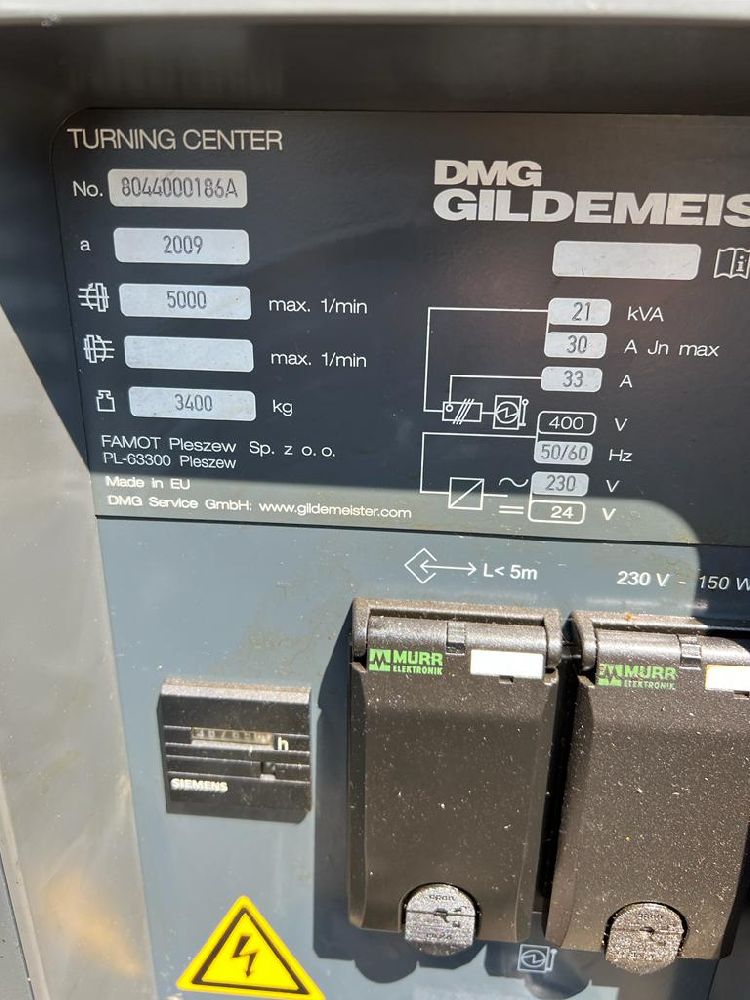 TURNING CENTER
No. 8044000186A
DMG
GILDEMEIS
a 2009
5000 max. 1/min
21 kVA
30 A Jn max
max. 1/min
33 A
3400 kg
400 V
FAMOT Pleszew Sp. z o.o.
50/60 Hz
PL-63300 Pleszew
Made in EU
230 V
DMG Service GmbH: www.gildemeister.com
24 V
L< 5m
230 V - 150 W
MURR
ELEKTRONIK
MURR
ELEKTRONIK
h
SIEMENS